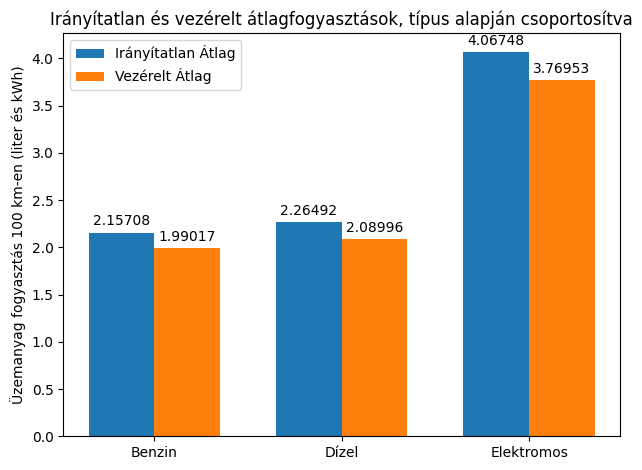 Irányítatlan és vezérelt átlagfogyasztások, típus alapján csoportosítva
Irányítatlan Átlag
Vezérelt Átlag
Üzemanyag fogyasztás 100 km-en (liter és kWh)
4.0
3.5
3.0
2.5
2.0
1.5
1.0
0.5
0.0
2.15708
1.99017
2.26492
2.08996
4.06748
3.76953
Benzin
Dízel
Elektromos